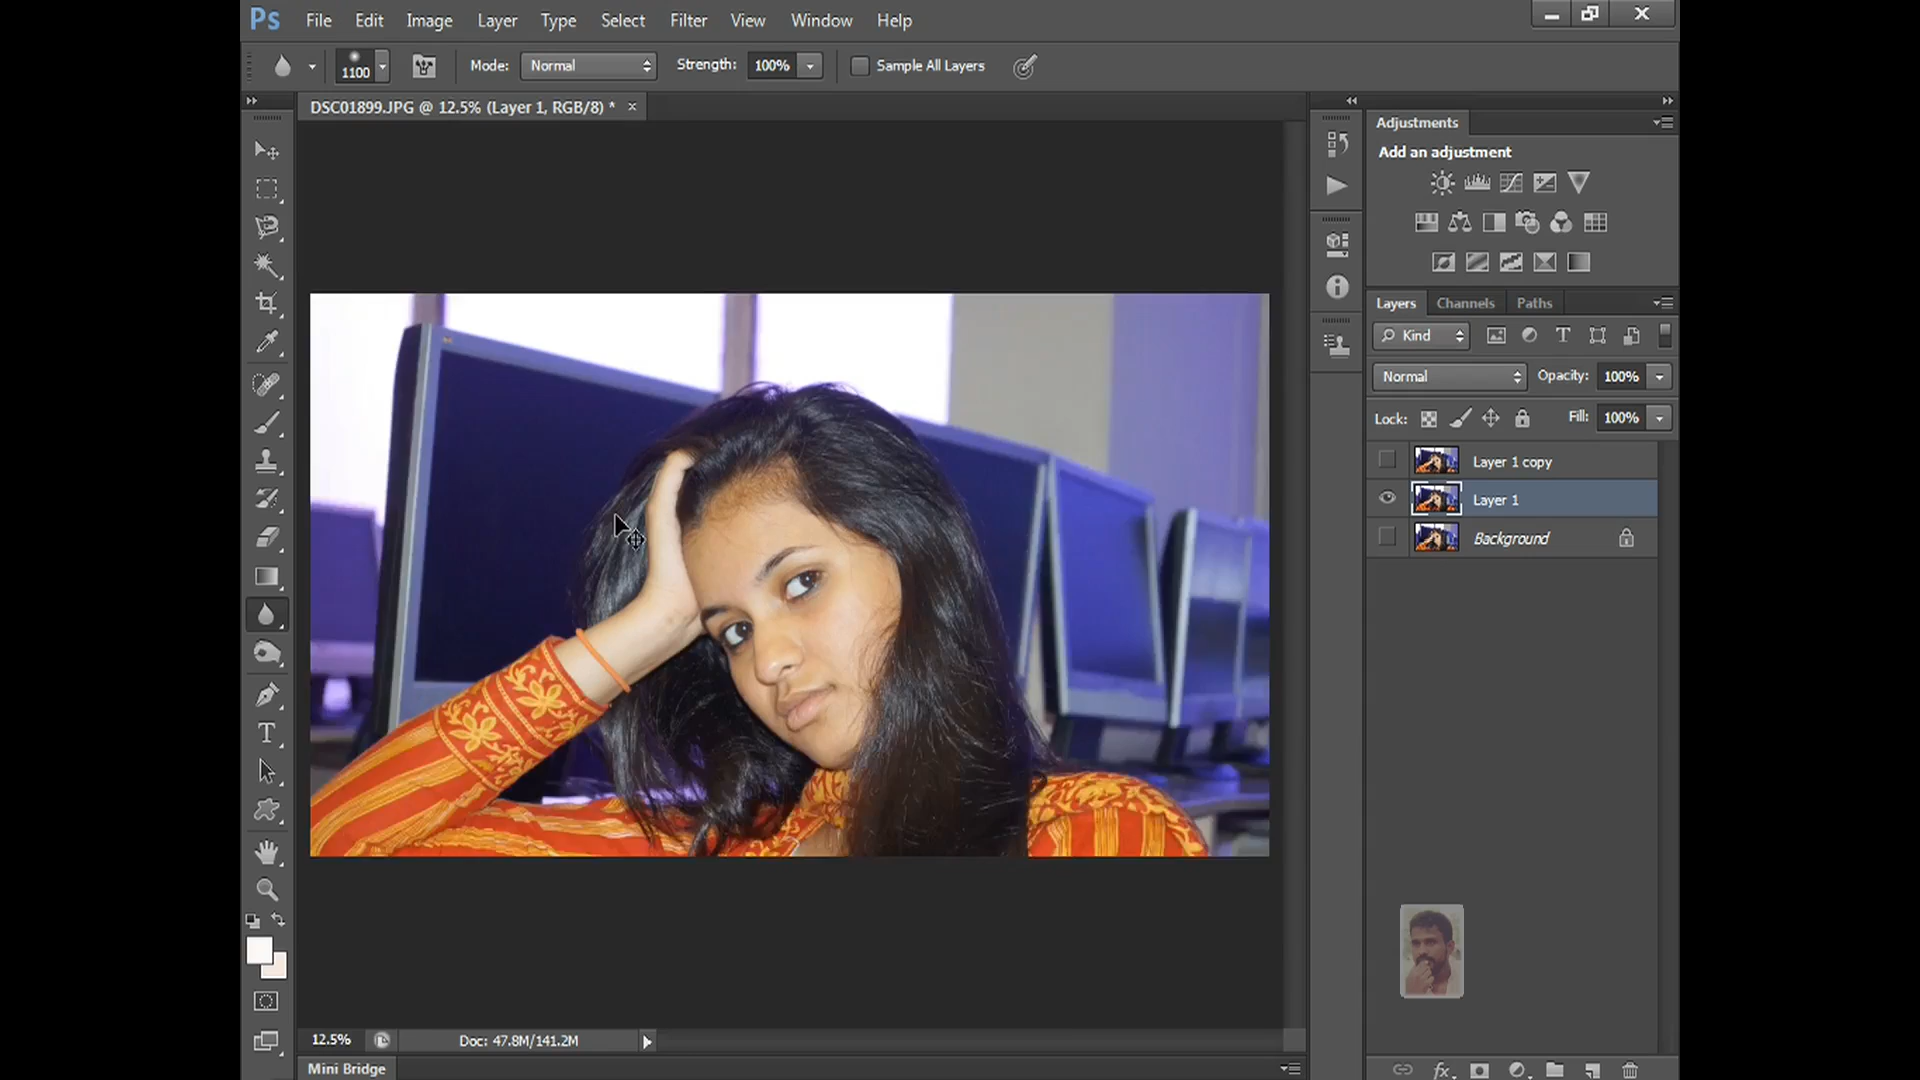 Ps File Edit Image Layer Type Select Filter View Window Help
1100 Mode: Normal Strength: 100% Sample All Layers
DSC01899.JPG @ 12.5% (Layer 1, RGB/8) * ×
Adjustments
Add an adjustment
Layers Channels Paths
Kind
Normal Opacity: 100%
Lock: Fill: 100%
Layer 1 copy
Layer 1
Background
12.5% Doc: 47.8M/141.2M
Mini Bridge